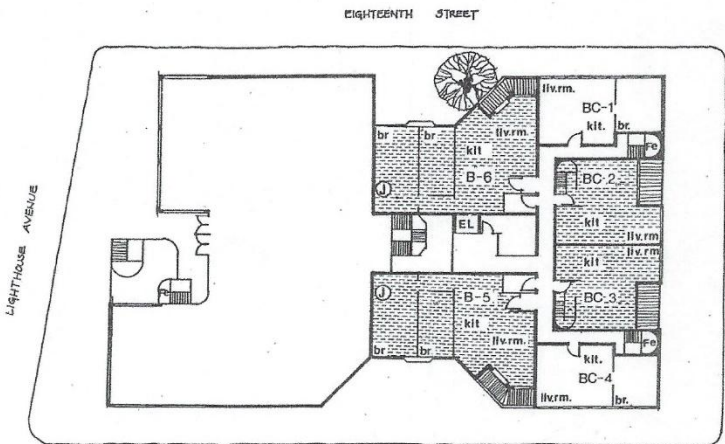 EIGHTEENTH STREET
LIGHTHOUSE AVENUE
liv.rm.
BC-1
kit.
br.
Fe
br
br
liv.rm.
kit
B-6
J
BC-2
kit
liv.rm.
EL
kit
liv.rm.
BC-3
J
B-5
kit
liv.rm.
br
br
Fe
kit.
BC-4
liv.rm.
br.